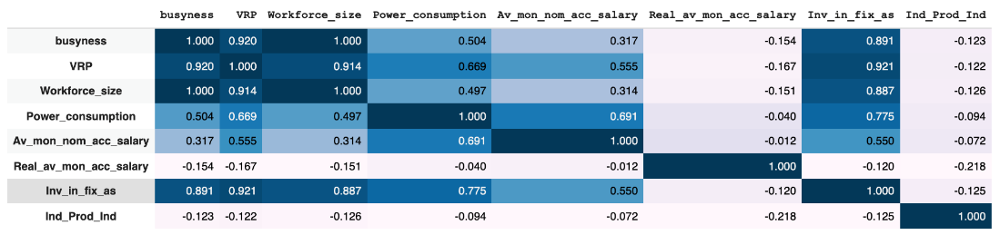 busyness VRP Workforce_size Power_consumption Av_mon_nom_acc_salary Real_av_mon_acc_salary Inv_in_fix_as Ind_Prod_Ind
busyness 1.000 0.920 1.000 0.504 0.317 -0.154 0.891 -0.123
VRP 0.920 1.000 0.914 0.669 0.555 -0.167 0.921 -0.122
Workforce_size 1.000 0.914 1.000 0.497 0.314 -0.151 0.887 -0.126
Power_consumption 0.504 0.669 0.497 1.000 0.691 -0.040 0.775 -0.094
Av_mon_nom_acc_salary 0.317 0.555 0.314 0.691 1.000 -0.012 0.550 -0.072
Real_av_mon_acc_salary -0.154 -0.167 -0.151 -0.040 -0.012 1.000 -0.120 -0.218
Inv_in_fix_as 0.891 0.921 0.887 0.775 0.550 -0.120 1.000 -0.125
Ind_Prod_Ind -0.123 -0.122 -0.126 -0.094 -0.072 -0.218 -0.125 1.000